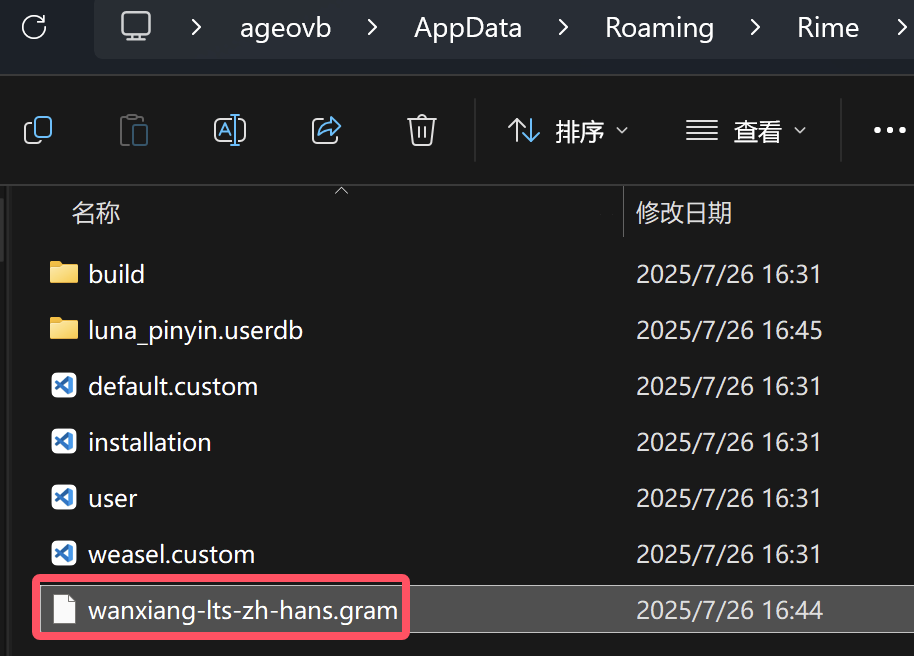 ageovb > AppData > Roaming > Rime >
排序 查看
名称 修改日期
build 2025/7/26 16:31
luna_pinyin.userdb 2025/7/26 16:45
default.custom 2025/7/26 16:31
installation 2025/7/26 16:31
user 2025/7/26 16:31
weasel.custom 2025/7/26 16:31
wanxiang-lts-zh-hans.gram 2025/7/26 16:44